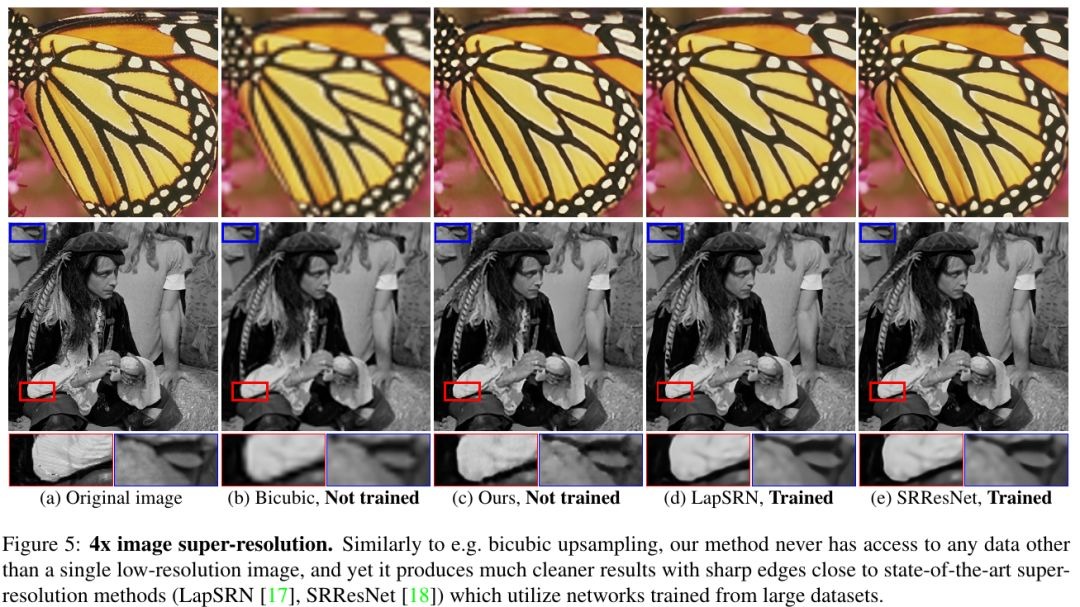 (a) Original image
(b) Bicubic, Not trained
(c) Ours, Not trained
(d) LapSRN, Trained
(e) SRResNet, Trained
Figure 5: 4x image super-resolution. Similarly to e.g. bicubic upsampling, our method never has access to any data other
than a single low-resolution image, and yet it produces much cleaner results with sharp edges close to state-of-the-art super-
resolution methods (LapSRN [17], SRResNet [18]) which utilize networks trained from large datasets.